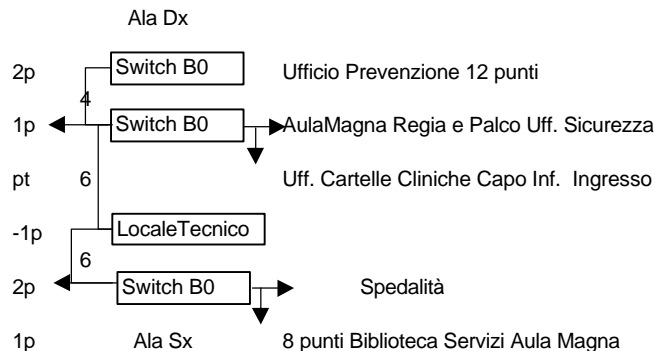 Ala Dx
2p Switch B0 Ufficio Prevenzione 12 punti
4
1p Switch B0 AulaMagna Regia e Palco Uff. Sicurezza
pt 6 Uff. Cartelle Cliniche Capo Inf. Ingresso
-1p LocaleTecnico
6
2p Switch B0 Spedalità
1p Ala Sx 8 punti Biblioteca Servizi Aula Magna